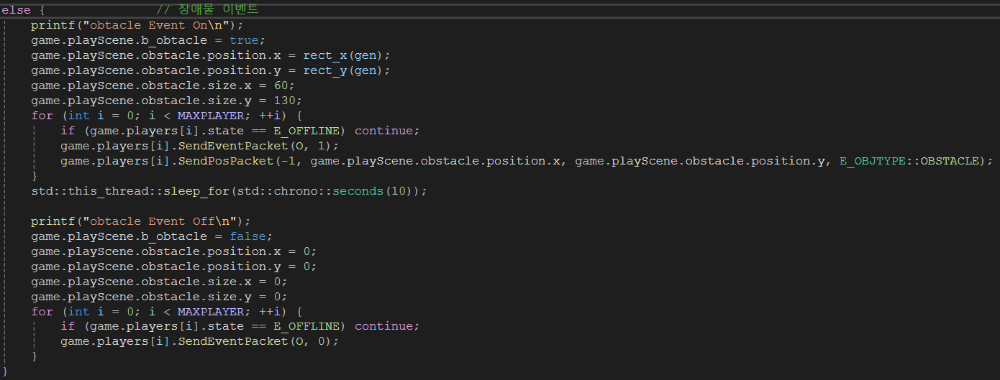 else {                // 장애물 이벤트
    printf("obtacle Event On\n");
    game.playScene.b_obtacle = true;
    game.playScene.obstacle.position.x = rect_x(gen);
    game.playScene.obstacle.position.y = rect_y(gen);
    game.playScene.obstacle.size.x = 60;
    game.playScene.obstacle.size.y = 130;
    for (int i = 0; i < MAXPLAYER; ++i) {
        if (game.players[i].state == E_OFFLINE) continue;
        game.players[i].SendEventPacket(O, 1);
        game.players[i].SendPosPacket(-1, game.playScene.obstacle.position.x, game.playScene.obstacle.position.y, E_OBJTYPE::OBSTACLE);
    }
    std::this_thread::sleep_for(std::chrono::seconds(10));

    printf("obtacle Event Off\n");
    game.playScene.b_obtacle = false;
    game.playScene.obstacle.position.x = 0;
    game.playScene.obstacle.position.y = 0;
    game.playScene.obstacle.size.x = 0;
    game.playScene.obstacle.size.y = 0;
    for (int i = 0; i < MAXPLAYER; ++i) {
        if (game.players[i].state == E_OFFLINE) continue;
        game.players[i].SendEventPacket(O, 0);
    }
}